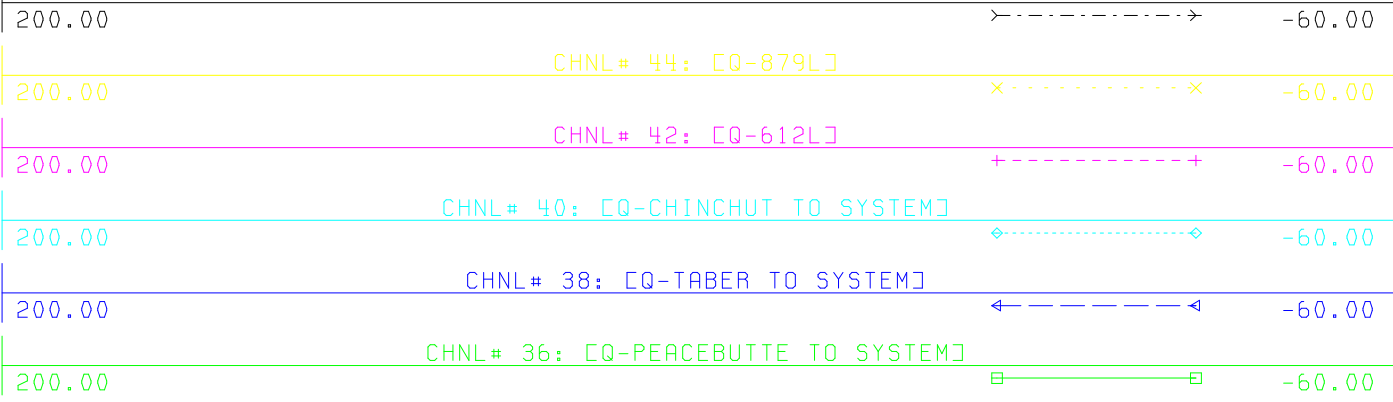 200.00 -60.00
CHNL# 44: [Q-879L]
200.00 -60.00
CHNL# 42: [Q-612L]
200.00 -60.00
CHNL# 40: [Q-CHINCHUT TO SYSTEM]
200.00 -60.00
CHNL# 38: [Q-TABER TO SYSTEM]
200.00 -60.00
CHNL# 36: [Q-PEACEBUTTE TO SYSTEM]
200.00 -60.00